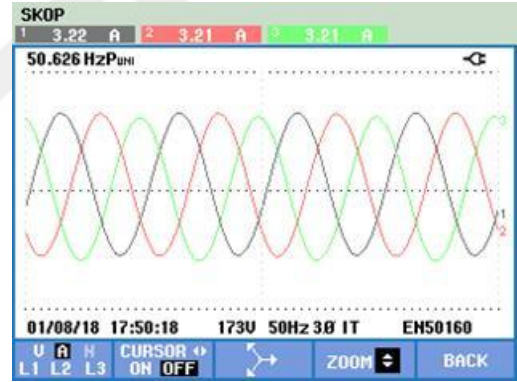 SKOP
1 3.22 A 2 3.21 A 3 3.21 A
50.626 HzPUNI
3
1
2
01/08/18 17:50:18 173V 50Hz 3Ø IT EN50160
V A N CURSOR ZOOM BACK
L1 L2 L3 ON OFF